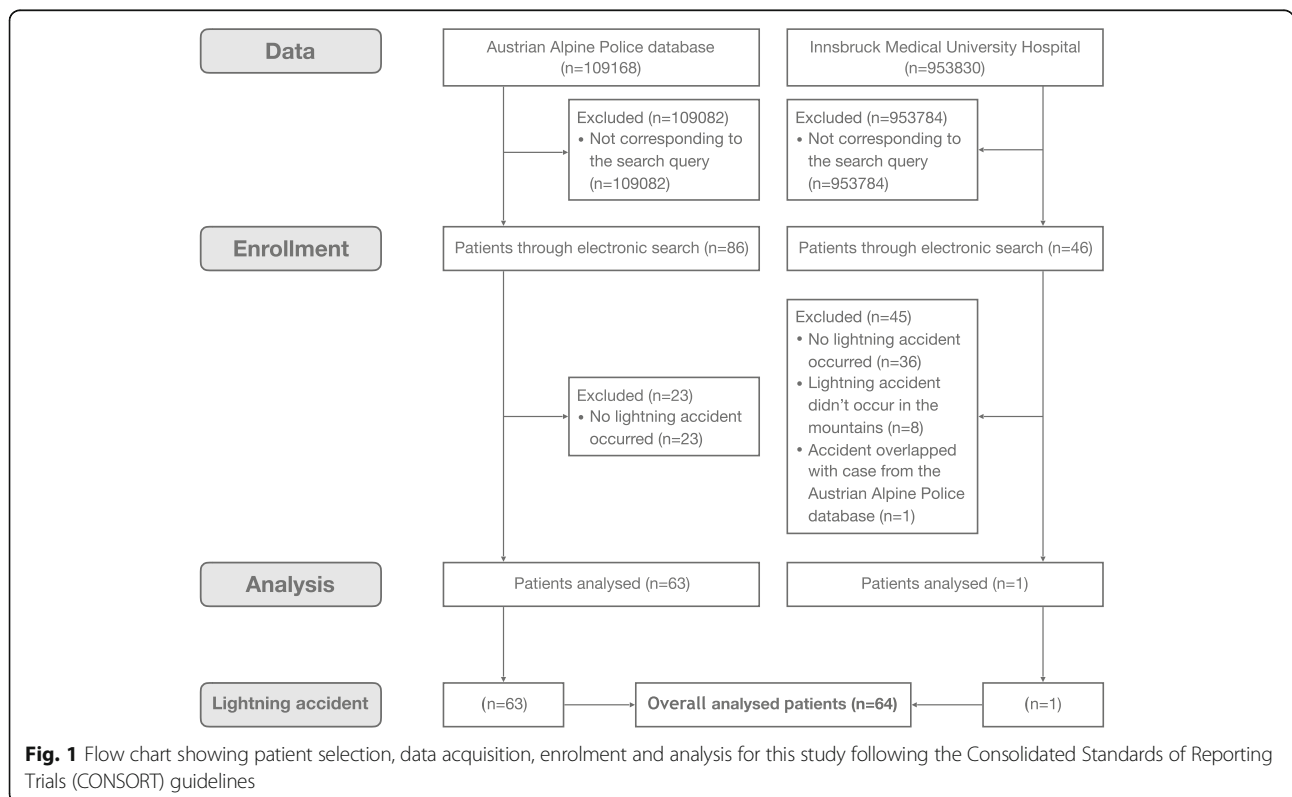 Data
Austrian Alpine Police database
(n=109168)
Innsbruck Medical University Hospital
(n=953830)
Excluded (n=109082)
• Not corresponding to
the search query
(n=109082)
Excluded (n=953784)
• Not corresponding to
the search query
(n=953784)
Enrollment
Patients through electronic search (n=86)
Patients through electronic search (n=46)
Excluded (n=23)
• No lightning accident
occurred (n=23)
Excluded (n=45)
• No lightning accident
occurred (n=36)
• Lightning accident
didn't occur in the
mountains (n=8)
• Accident overlapped
with case from the
Austrian Alpine Police
database (n=1)
Analysis
Patients analysed (n=63)
Patients analysed (n=1)
Lightning accident
(n=63)
Overall analysed patients (n=64)
(n=1)
Fig. 1 Flow chart showing patient selection, data acquisition, enrolment and analysis for this study following the Consolidated Standards of Reporting
Trials (CONSORT) guidelines